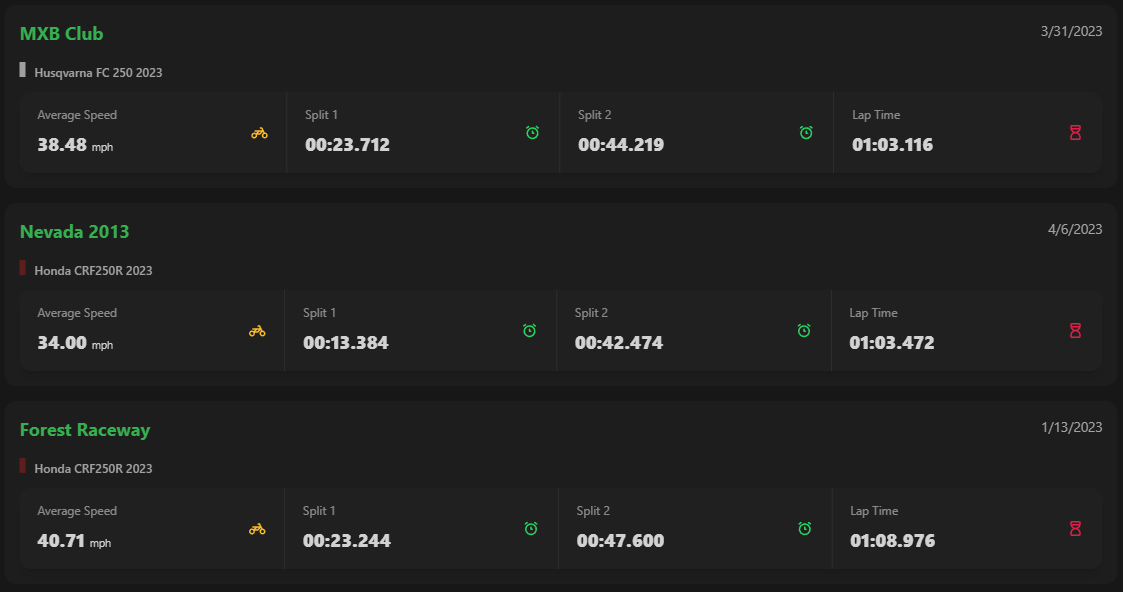 MXB Club
3/31/2023
Husqvarna FC 250 2023
Average Speed
38.48 mph
Split 1
00:23.712
Split 2
00:44.219
Lap Time
01:03.116
Nevada 2013
4/6/2023
Honda CRF250R 2023
Average Speed
34.00 mph
Split 1
00:13.384
Split 2
00:42.474
Lap Time
01:03.472
Forest Raceway
1/13/2023
Honda CRF250R 2023
Average Speed
40.71 mph
Split 1
00:23.244
Split 2
00:47.600
Lap Time
01:08.976